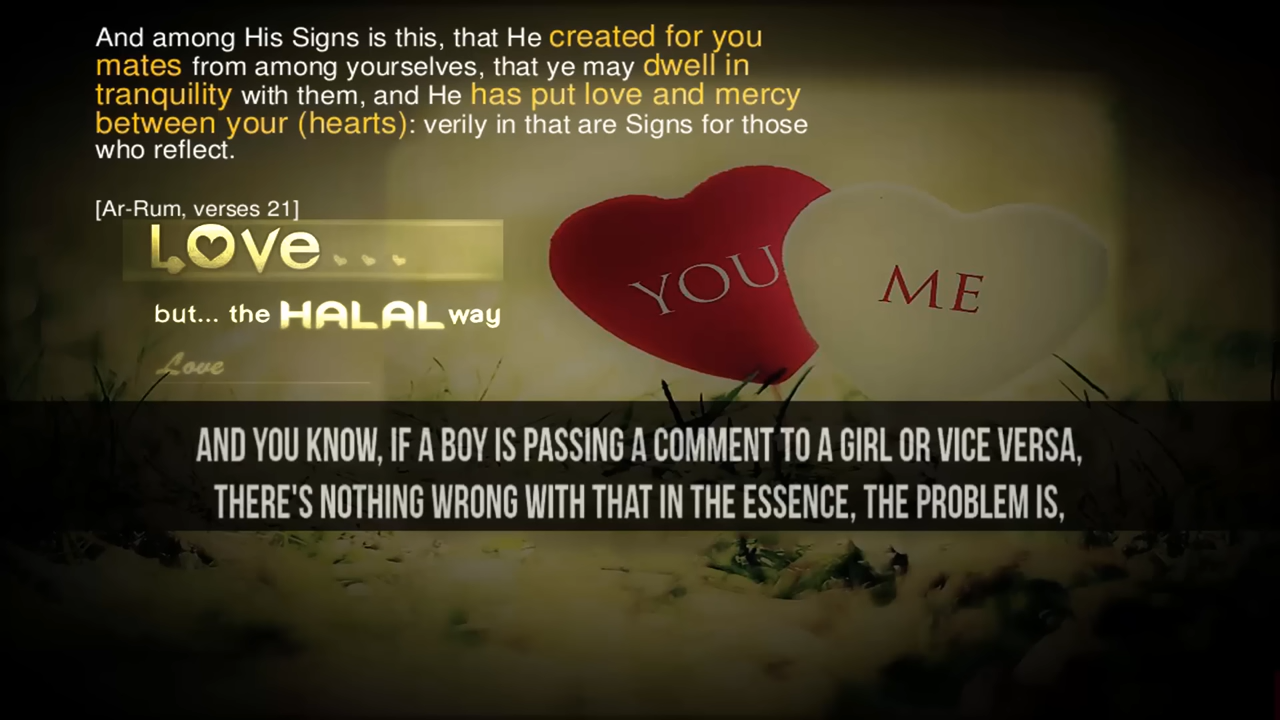 And among His Signs is this, that He created for you
mates from among yourselves, that ye may dwell in
tranquility with them, and He has put love and mercy
between your (hearts): verily in that are Signs for those
who reflect.
[Ar-Rum, verses 21]
Love...
but... the HALAL way
Love
YOU
ME
AND YOU KNOW, IF A BOY IS PASSING A COMMENT TO A GIRL OR VICE VERSA,
THERE'S NOTHING WRONG WITH THAT IN THE ESSENCE, THE PROBLEM IS,